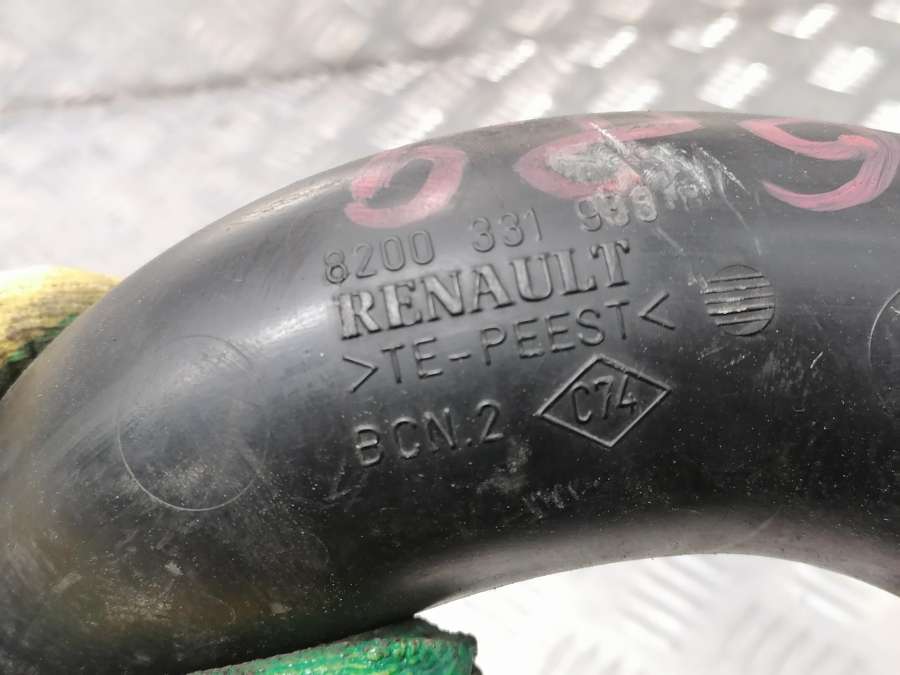 8200 331
RENAULT
>TE-PEEST<
BCN.2
C74